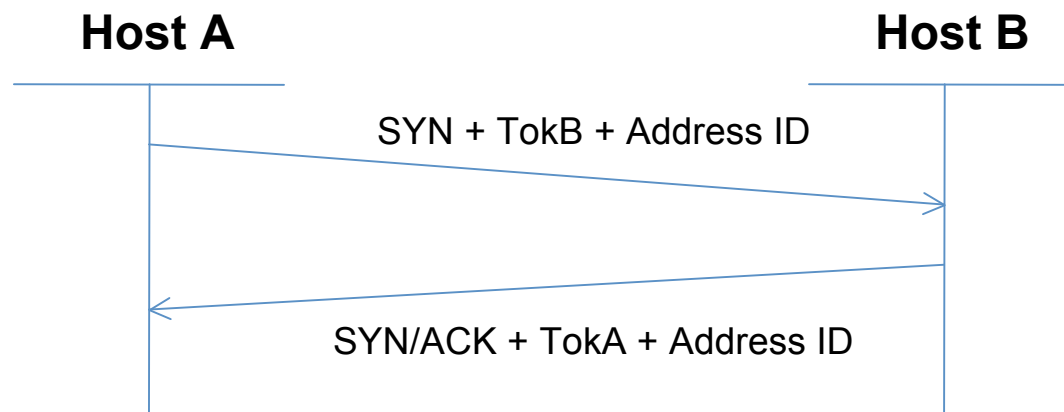 Host A
Host B
SYN + TokB + Address ID
SYN/ACK + TokA + Address ID